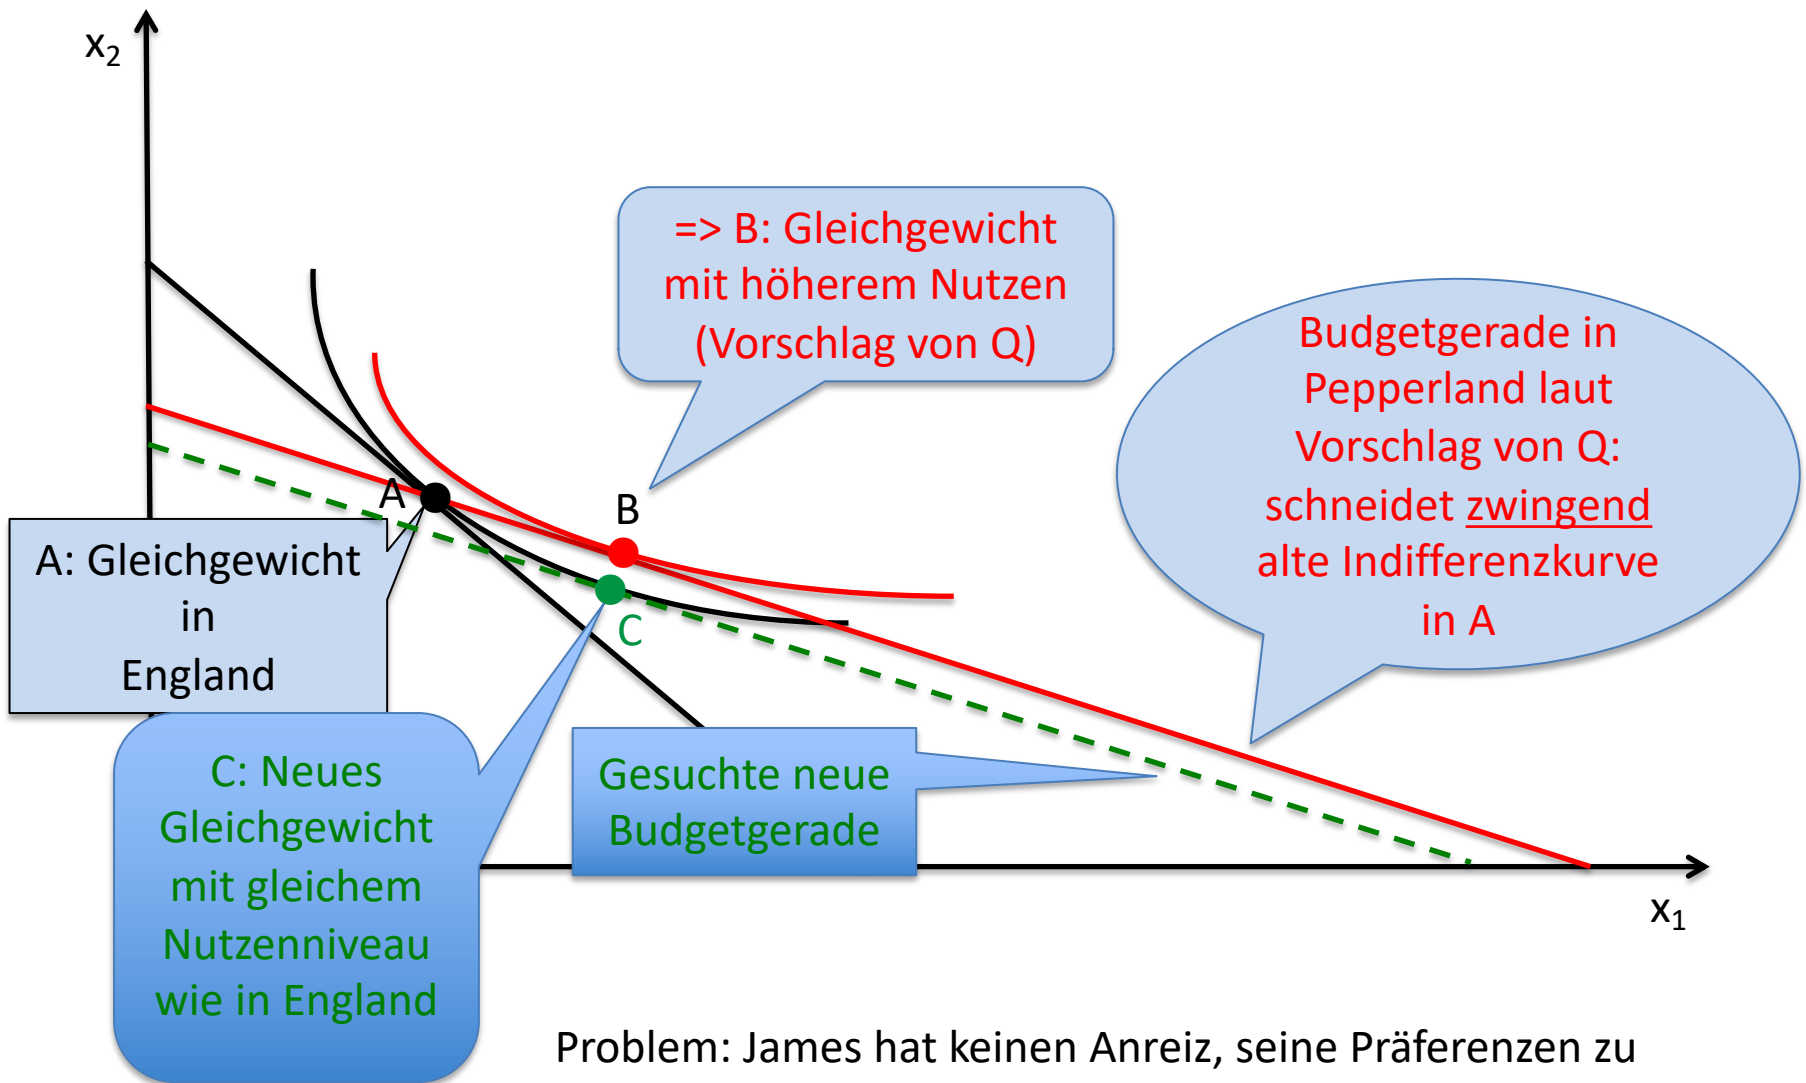 x₂
=> B: Gleichgewicht
mit höherem Nutzen
(Vorschlag von Q)
Budgetgerade in
Pepperland laut
Vorschlag von Q:
schneidet zwingend
alte Indifferenzkurve
in A
A
B
A: Gleichgewicht
in
England
C
C: Neues
Gleichgewicht
mit gleichem
Nutzenniveau
wie in England
Gesuchte neue
Budgetgerade
x₁
Problem: James hat keinen Anreiz, seine Präferenzen zu